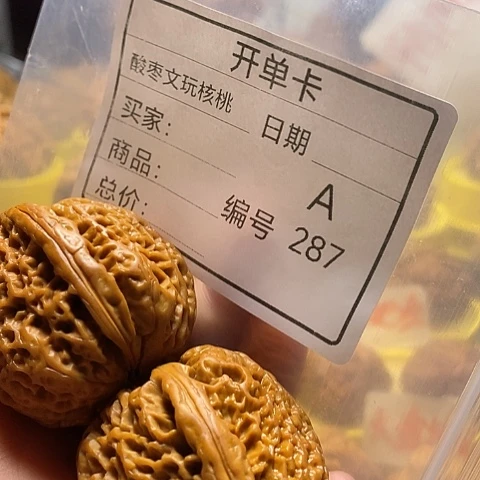 开单卡
酸枣文玩核桃
买家: 日期
商品: A
总价: 编号 287